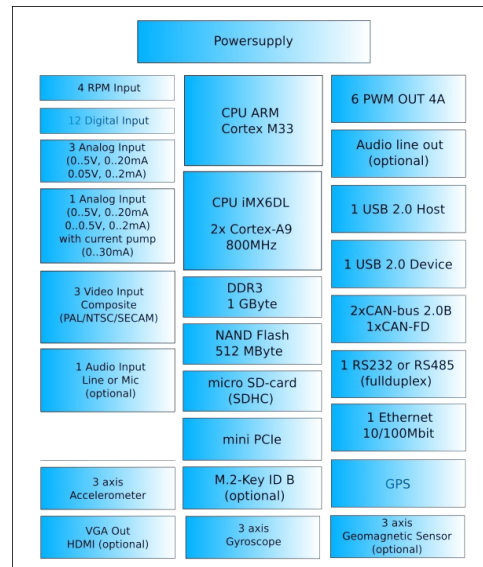 Powersupply
4 RPM Input
12 Digital Input
3 Analog Input
(0..5V, 0..20mA
0.05V, 0..2mA)
1 Analog Input
(0..5V, 0..20mA
0..0.5V, 0..2mA)
with current pump
(0..30mA)
3 Video Input
Composite
(PAL/NTSC/SECAM)
1 Audio Input
Line or Mic
(optional)
3 axis
Accelerometer
VGA Out
HDMI (optional)
CPU ARM
Cortex M33
CPU iMX6DL
2x Cortex-A9
800MHz
DDR3
1 GByte
NAND Flash
512 MByte
micro SD-card
(SDHC)
mini PCIe
M.2-Key ID B
(optional)
3 axis
Gyroscope
6 PWM OUT 4A
Audio line out
(optional)
1 USB 2.0 Host
1 USB 2.0 Device
2xCAN-bus 2.0B
1xCAN-FD
1 RS232 or RS485
(fullduplex)
1 Ethernet
10/100Mbit
GPS
3 axis
Geomagnetic Sensor
(optional)